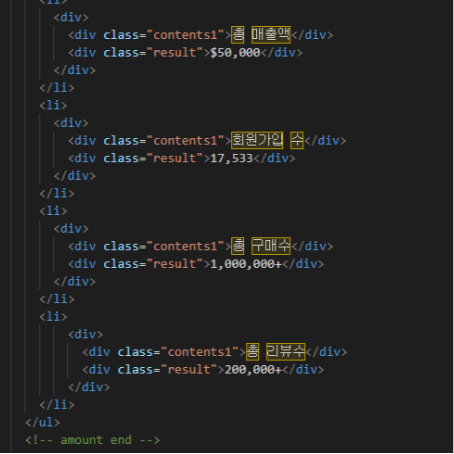 </li>
<li>
<div>
<div class="contents1">총 매출액</div>
<div class="result">$50,000</div>
</div>
</li>
<li>
<div>
<div class="contents1">회원가입 수</div>
<div class="result">17,533</div>
</div>
</li>
<li>
<div>
<div class="contents1">총 구매수</div>
<div class="result">1,000,000+</div>
</div>
</li>
<li>
<div>
<div class="contents1">총 리뷰수</div>
<div class="result">200,000+</div>
</div>
</li>
</ul>
<!-- amount end -->